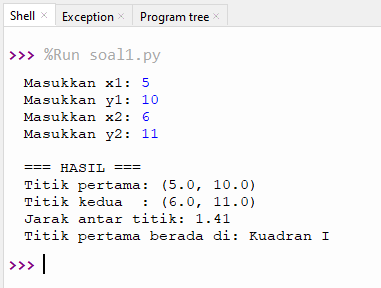 Shell × Exception × Program tree ×
>>> %Run soal1.py
Masukkan x1: 5
Masukkan y1: 10
Masukkan x2: 6
Masukkan y2: 11
=== HASIL ===
Titik pertama: (5.0, 10.0)
Titik kedua  : (6.0, 11.0)
Jarak antar titik: 1.41
Titik pertama berada di: Kuadran I
>>>